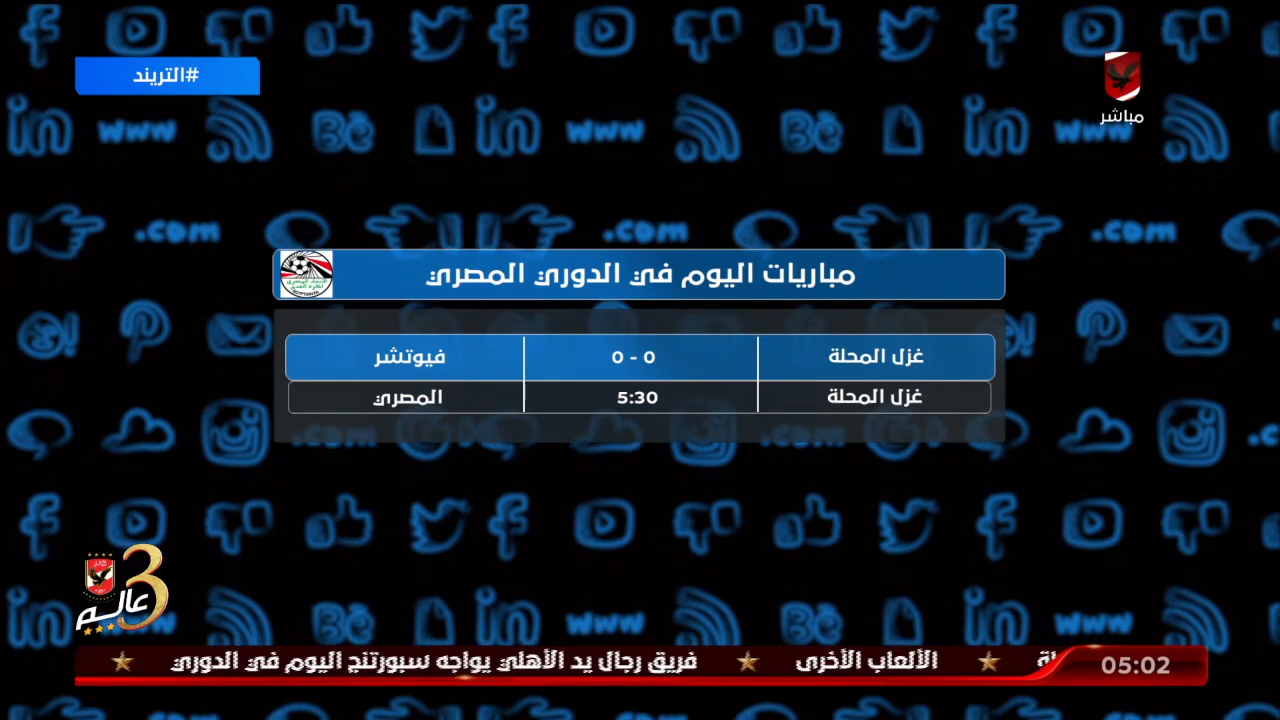 #التريند
مباشر
مباريات اليوم في الدوري المصري
غزل المحلة 0 - 0 فيوتشر
غزل المحلة 5:30 المصري
3 عالم
05:02 الألعاب الأخرى فريق رجال يد الأهلي يواجه سبورتنج اليوم في الدوري